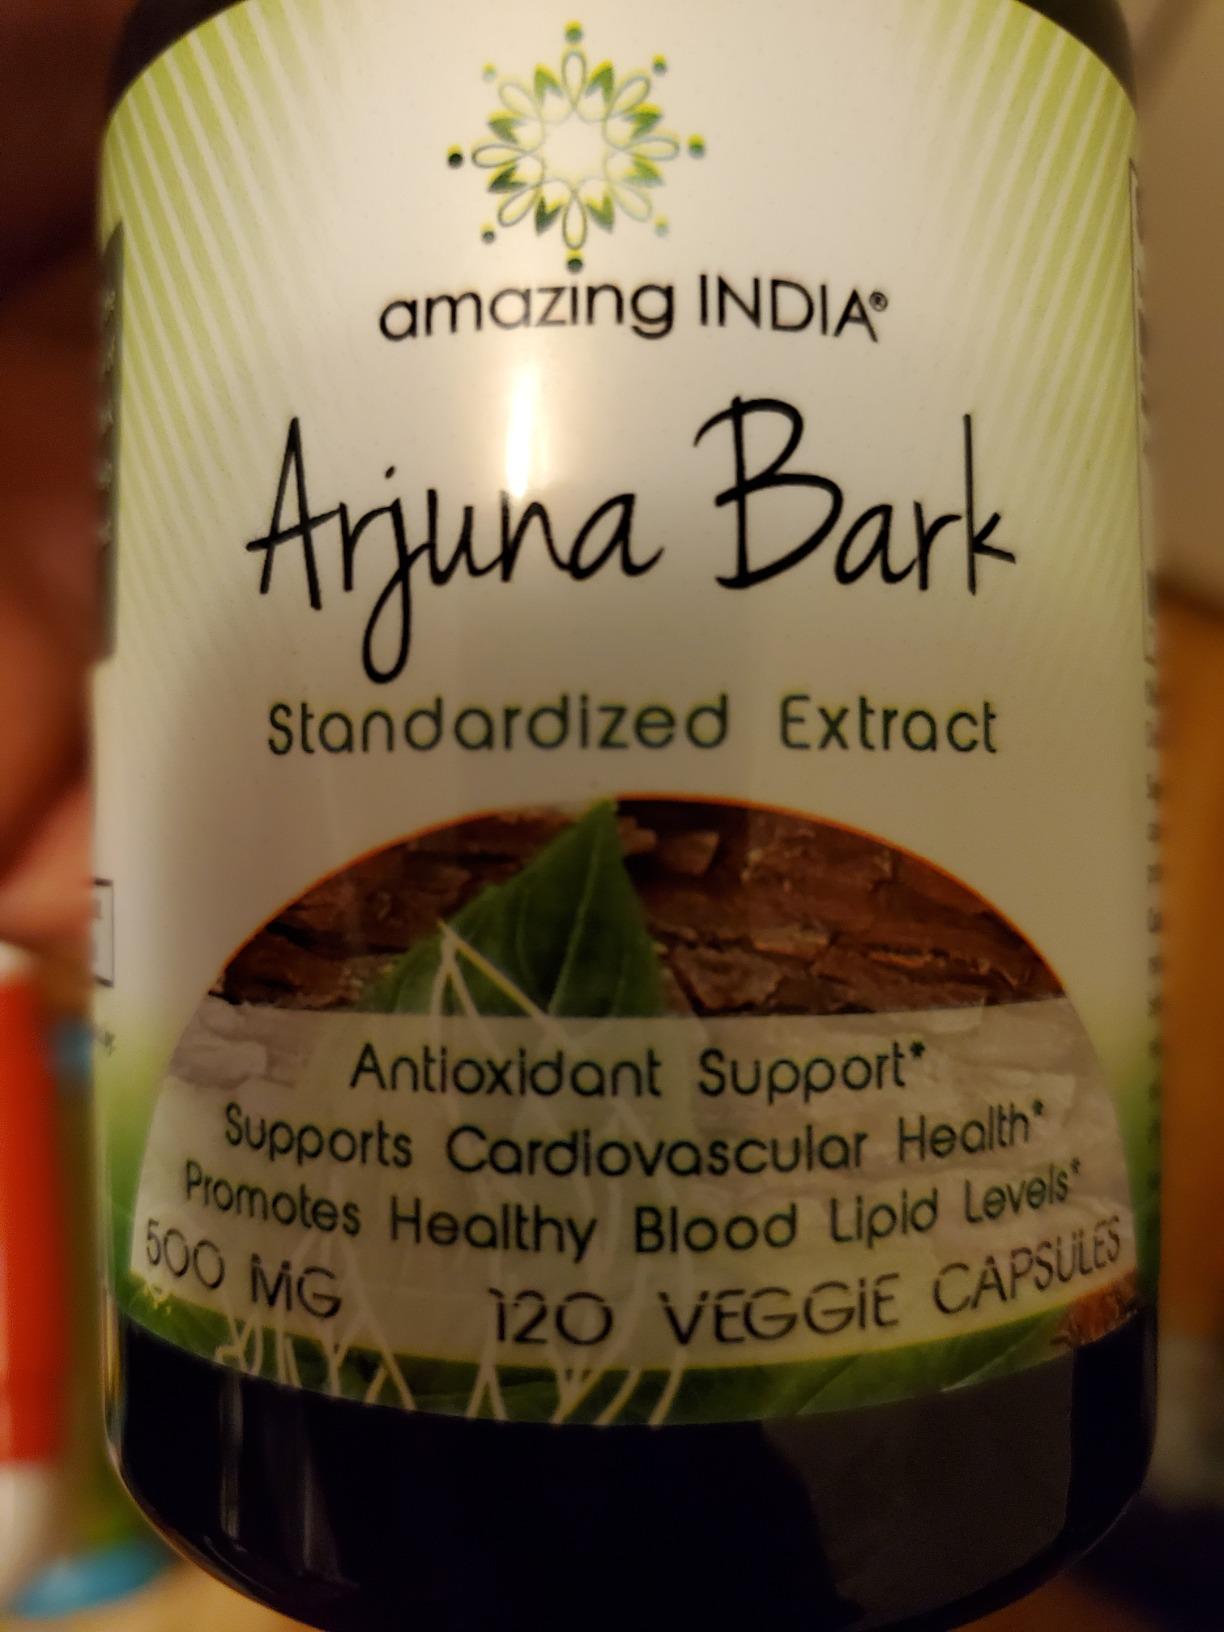 amazing INDIA®
Arjuna Bark
Standardized Extract
Antioxidant Support*
Supports Cardiovascular Health*
Promotes Healthy Blood Lipid Levels*
500 MG 120 VEGGIE CAPSULES